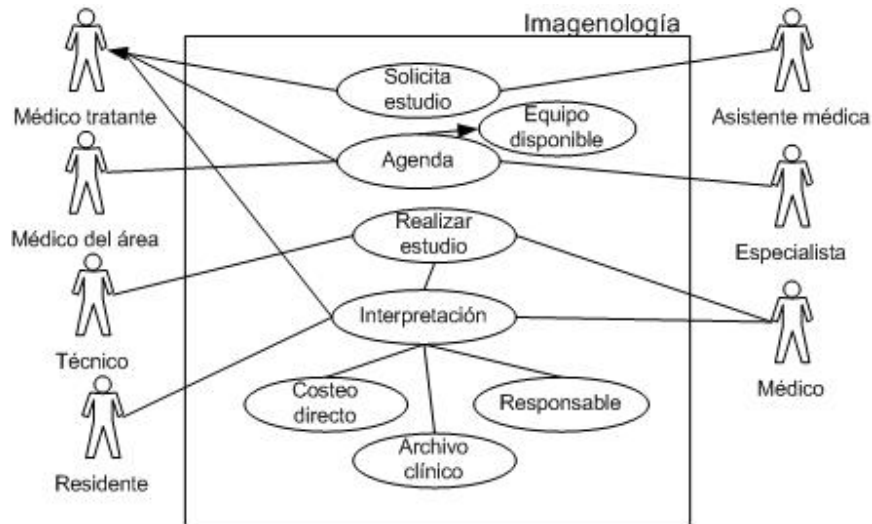 Imagenología
Médico tratante
Solicita
estudio
Asistente médica
Equipo
disponible
Agenda
Médico del área
Especialista
Realizar
estudio
Técnico
Interpretación
Médico
Costeo
directo
Responsable
Archivo
clínico
Residente